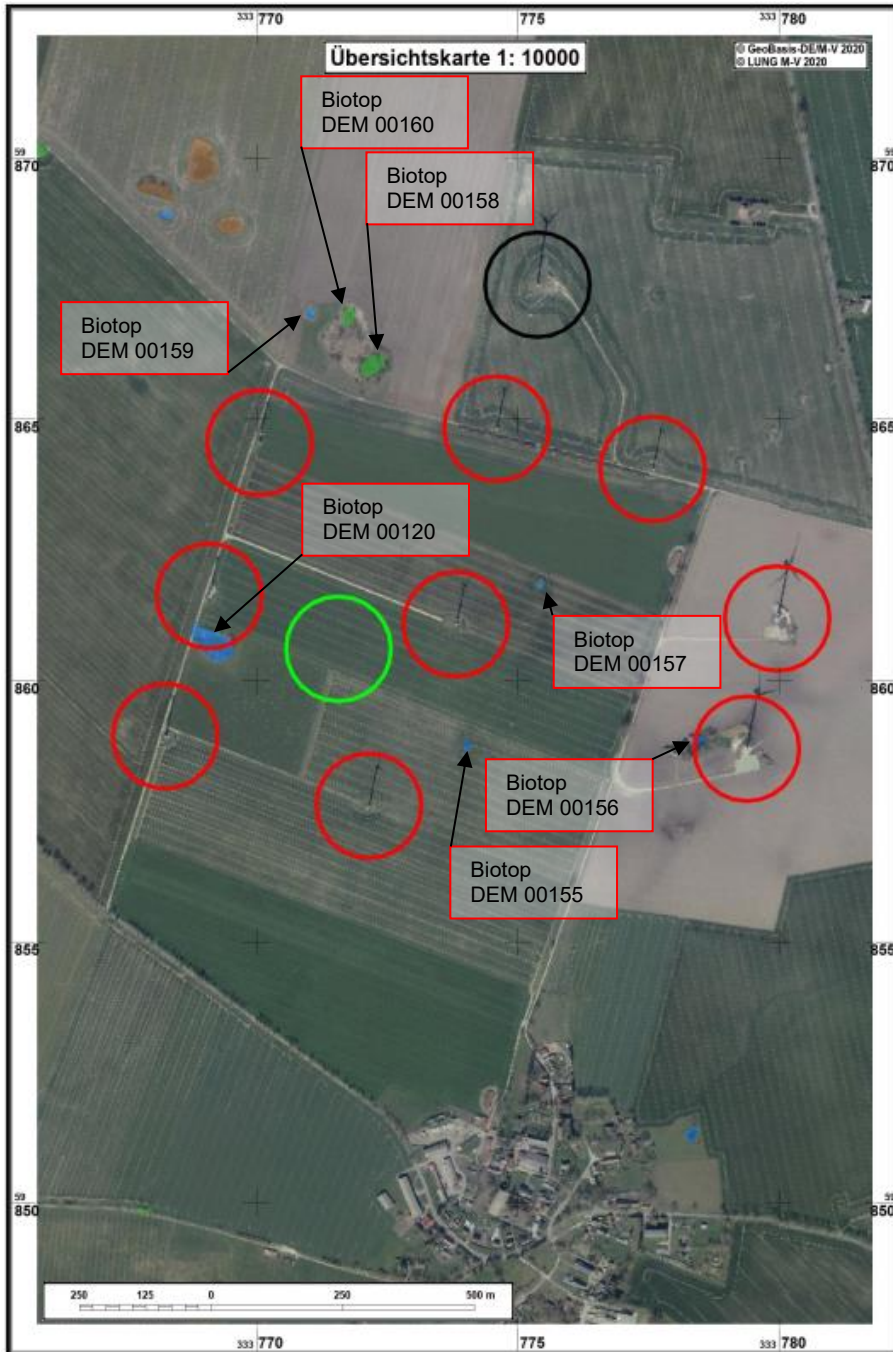 333 770
775
333 780
Übersichtskarte 1: 10000
© GeoBasis-DE/M-V 2020
© LUNG M-V 2020
Biotop
DEM 00160
59
870
870
Biotop
DEM 00158
Biotop
DEM 00159
865
865
Biotop
DEM 00120
Biotop
DEM 00157
860
860
Biotop
DEM 00156
Biotop
DEM 00155
855
855
59
850
59
850
250 125 0 250 500 m
333 770
775
333 780